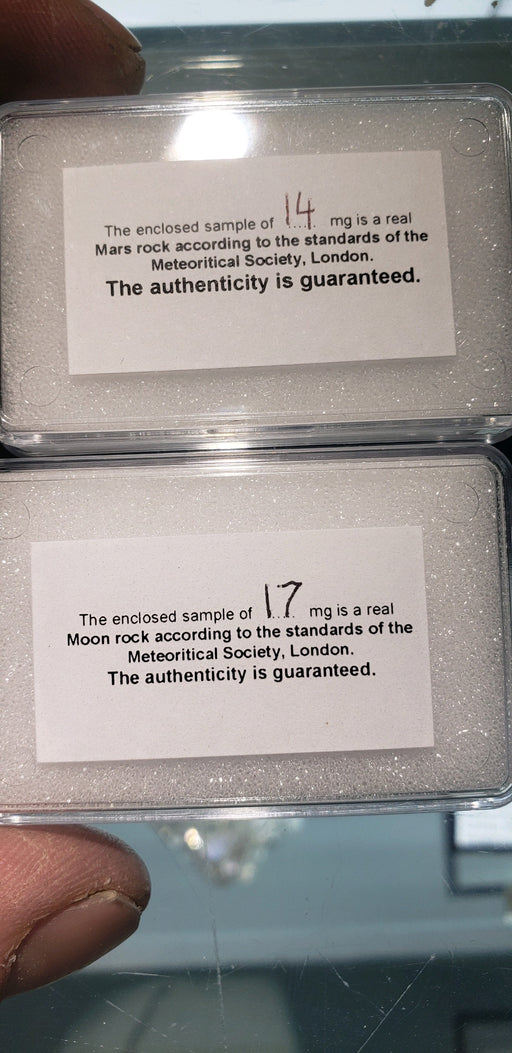 The enclosed sample of 14 mg is a real
Mars rock according to the standards of the
Meteoritical Society, London.
The authenticity is guaranteed.
The enclosed sample of 17 mg is a real
Moon rock according to the standards of the
Meteoritical Society, London.
The authenticity is guaranteed.